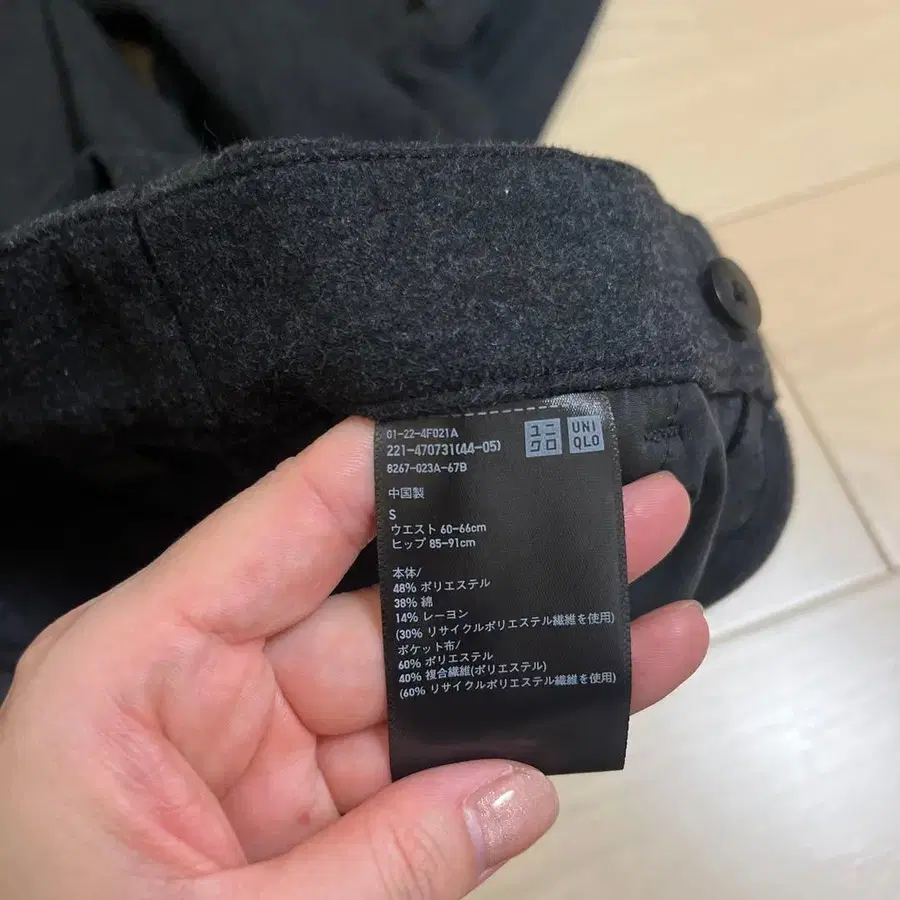 01-22-4F021A
221-470731(44-05)
8267-023A-67B
ユニ
クロ
UNI
QLO
中国製
S
ウエスト 60-66cm
ヒップ 85-91cm
本体/
48% ポリエステル
38% 綿
14% レーヨン
(30% リサイクルポリエステル繊維を使用)
ポケット布/
60% ポリエステル
40% 複合繊維(ポリエステル)
(60% リサイクルポリエステル繊維を使用)